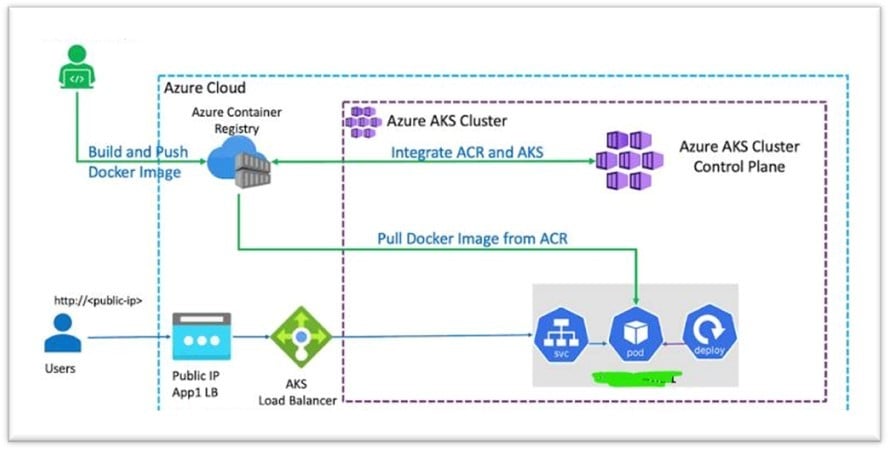 Azure Cloud
Azure Container
Registry
Azure AKS Cluster
Build and Push
Docker Image
Integrate ACR and AKS
Azure AKS Cluster
Control Plane
Pull Docker Image from ACR
http://<public-ip>
Users
Public IP
App1 LB
AKS
Load Balancer
svc
pod
deploy